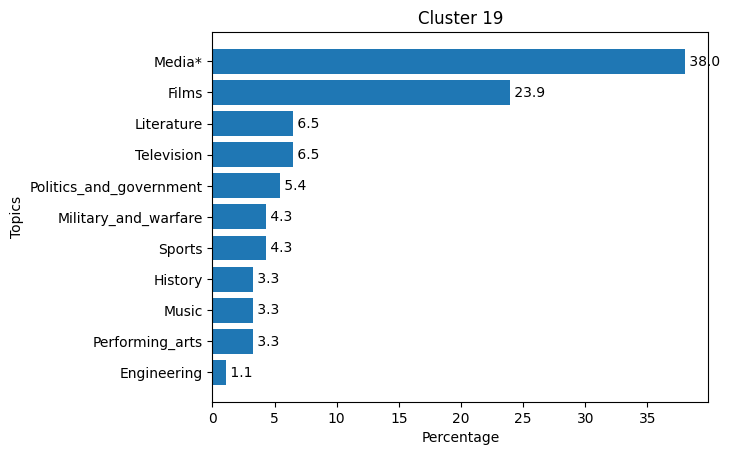 Cluster 19
Topics
Media* 38.0
Films 23.9
Literature 6.5
Television 6.5
Politics_and_government 5.4
Military_and_warfare 4.3
Sports 4.3
History 3.3
Music 3.3
Performing_arts 3.3
Engineering 1.1
0 5 10 15 20 25 30 35
Percentage